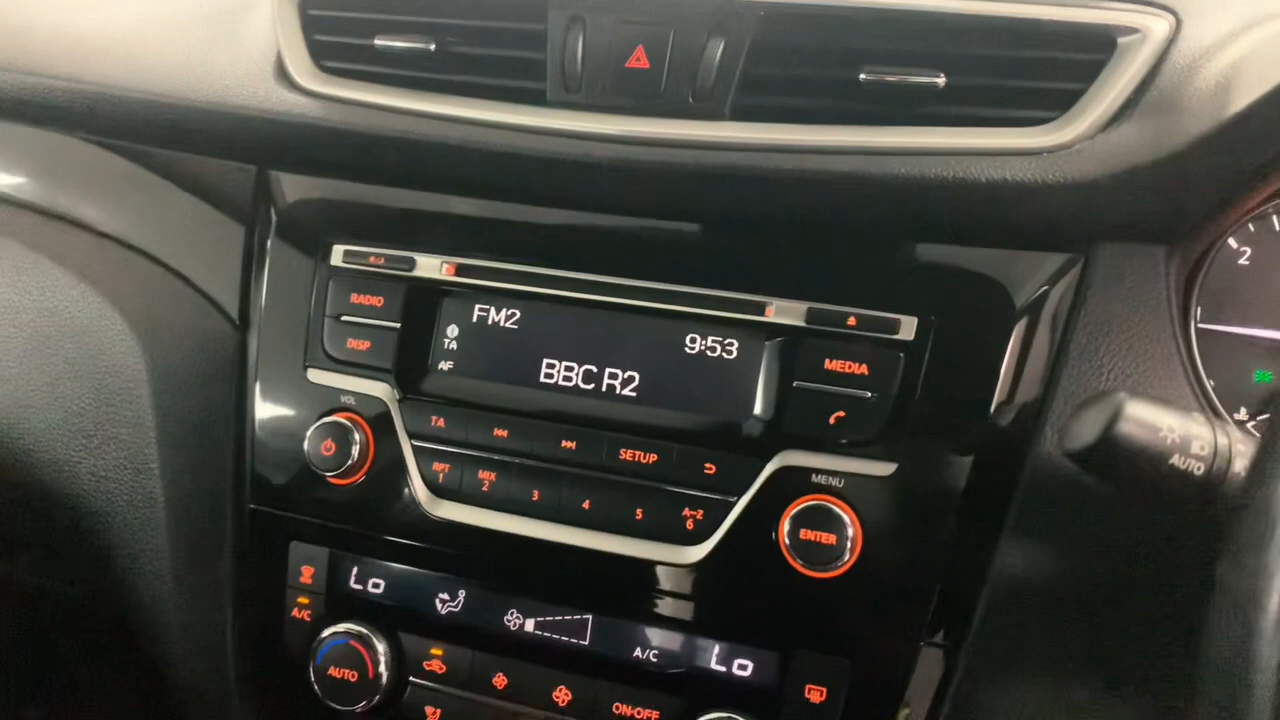 RADIO
DISP
FM2
9:53
TA
AF
BBC R2
MEDIA
VOL
TA
SETUP
RPT
1
MIX
2
3
4
5
A-Z
6
MENU
ENTER
2
AUTO
Lo
A/C
A/C
Lo
AUTO
ON·OFF